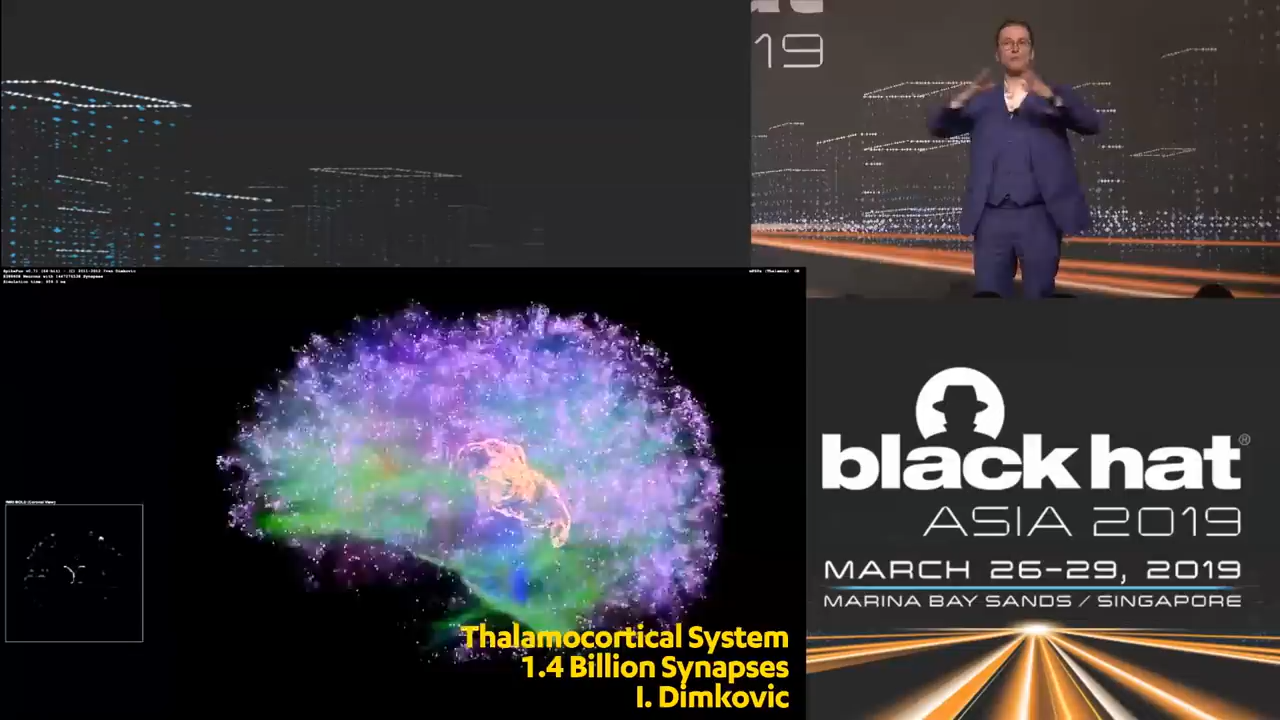 19
Thalamocortical System
1.4 Billion Synapses
I. Dimkovic
black hat®
ASIA 2019
MARCH 26-29, 2019
MARINA BAY SANDS / SINGAPORE